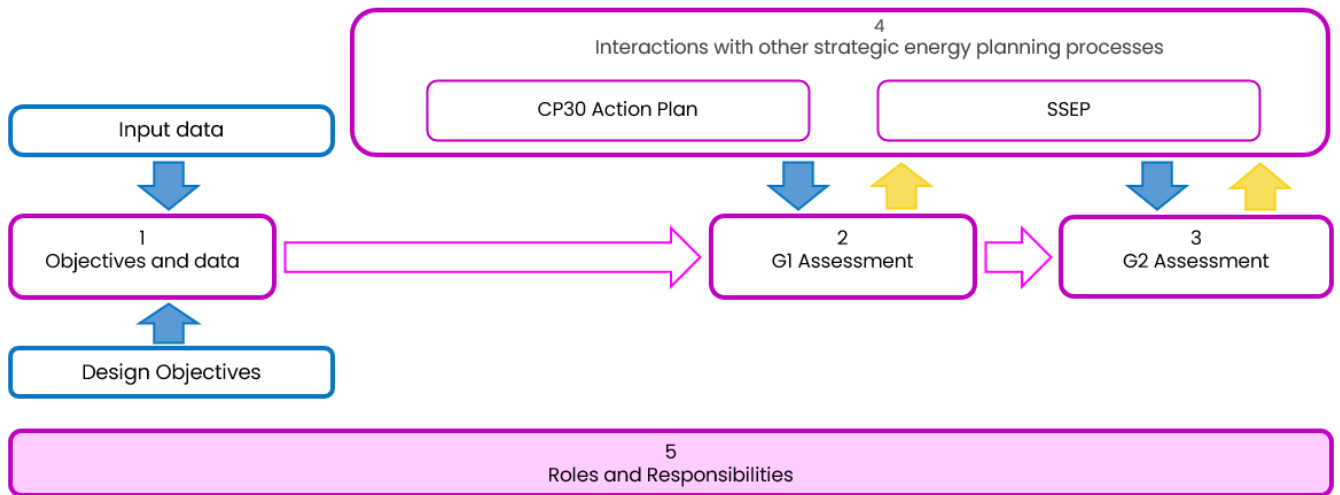 4
Interactions with other strategic energy planning processes
CP30 Action Plan
SSEP
Input data
1
Objectives and data
2
G1 Assessment
3
G2 Assessment
Design Objectives
5
Roles and Responsibilities